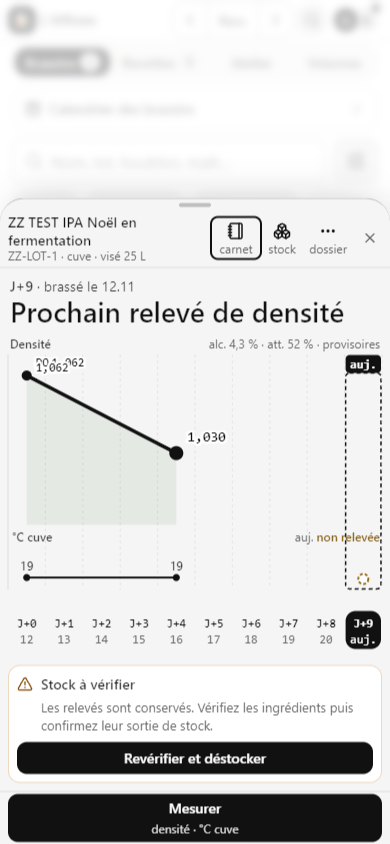 ZZ TEST IPA Noël en
fermentation
ZZ-LOT-1 · cuve · visé 25 L
carnet
stock
dossier
J+9 · brassé le 12.11
Prochain relevé de densité
Densité
alc. 4,3 % · att. 52 % · provisoires
auj.
1,062
1,030
°C cuve
auj. non relevée
19
19
J+0 J+1 J+2 J+3 J+4 J+5 J+6 J+7 J+8 J+9
12 13 14 15 16 17 18 19 20 auj.
Stock à vérifier
Les relevés sont conservés. Vérifiez les ingrédients puis
confirmez leur sortie de stock.
Revérifier et déstocker
Mesurer
densité · °C cuve